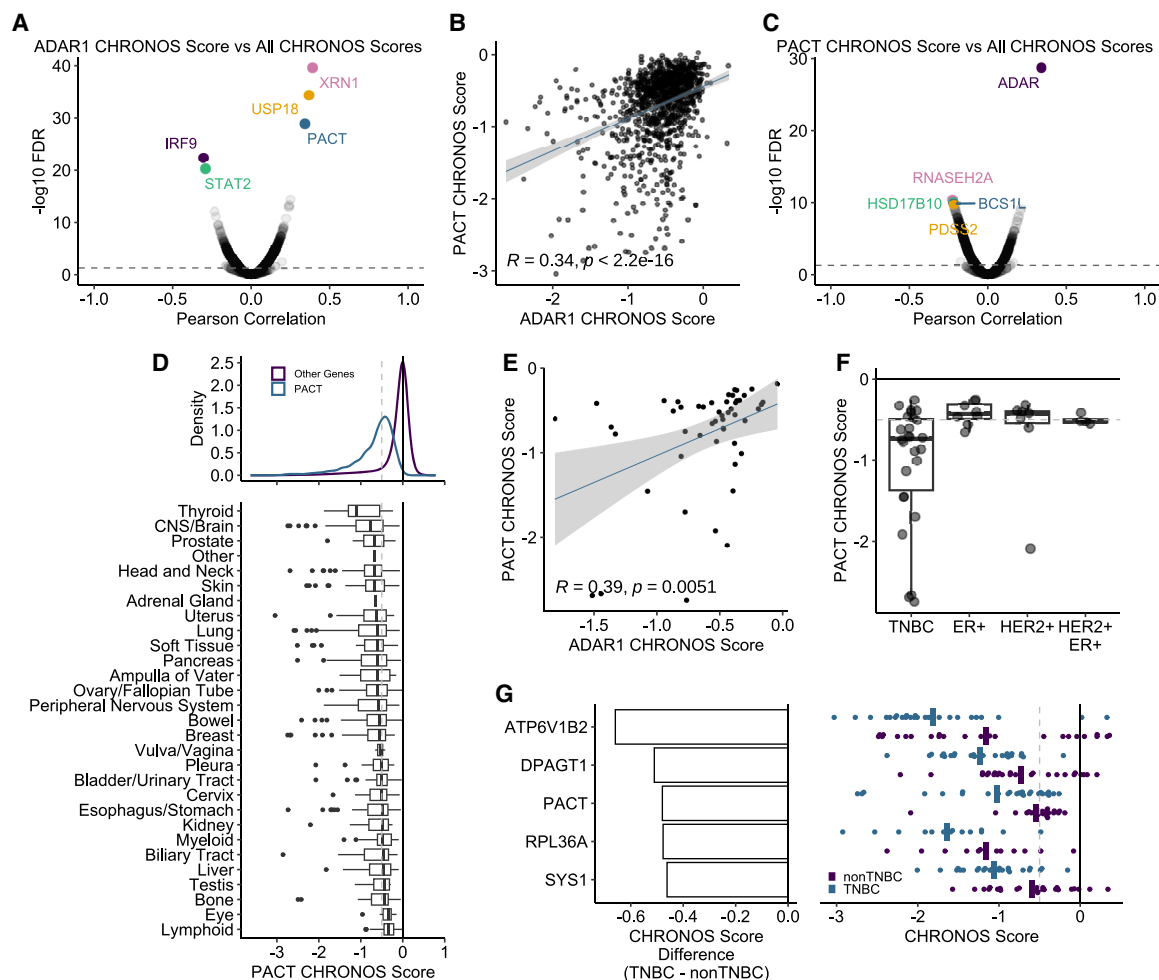 A
ADAR1 CHRONOS Score vs All CHRONOS Scores
40
30
20
10
0
-log10 FDR
XRN1
USP18
PACT
IRF9
STAT2
-1.0 -0.5 0.0 0.5 1.0
Pearson Correlation
B
0
-1
-2
-3
PACT CHRONOS Score
R = 0.34, p < 2.2e-16
-2 -1 0
ADAR1 CHRONOS Score
C
PACT CHRONOS Score vs All CHRONOS Scores
30
20
10
0
-log10 FDR
ADAR
RNASEH2A
HSD17B10 BCS1L
PDSS2
-1.0 -0.5 0.0 0.5 1.0
Pearson Correlation
D
2.5
2.0
1.5
1.0
0.5
0.0
Density
Other Genes
PACT
Thyroid
CNS/Brain
Prostate
Other
Head and Neck
Skin
Adrenal Gland
Uterus
Lung
Soft Tissue
Pancreas
Ampulla of Vater
Ovary/Fallopian Tube
Peripheral Nervous System
Bowel
Breast
Vulva/Vagina
Pleura
Bladder/Urinary Tract
Cervix
Esophagus/Stomach
Kidney
Myeloid
Biliary Tract
Liver
Testis
Bone
Eye
Lymphoid
-3 -2 -1 0
PACT CHRONOS Score
E
0
-1
-2
PACT CHRONOS Score
R = 0.39, p = 0.0051
-1.5 -1.0 -0.5 0.0
ADAR1 CHRONOS Score
F
0
-1
-2
PACT CHRONOS Score
TNBC ER+ HER2+ HER2+
ER+
G
ATP6V1B2
DPAGT1
PACT
RPL36A
SYS1
-0.6 -0.4 -0.2 0.0
CHRONOS Score
Difference
(TNBC - nonTNBC)
nonTNBC
TNBC
-3 -2 -1 0
CHRONOS Score